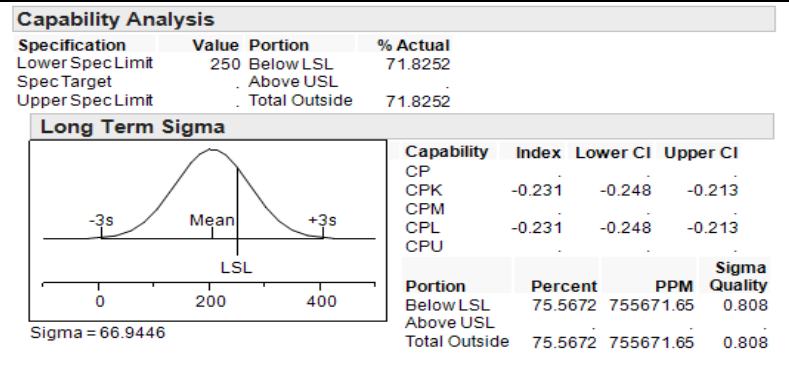 Capability Analysis
Specification Value Portion % Actual
Lower Spec Limit 250 Below LSL 71.8252
Spec Target . Above USL .
Upper Spec Limit . Total Outside 71.8252
Long Term Sigma
-3s Mean +3s
LSL
0 200 400
Sigma = 66.9446
Capability Index Lower CI Upper CI
CP . . .
CPK -0.231 -0.248 -0.213
CPM . . .
CPL -0.231 -0.248 -0.213
CPU . . .
Portion Percent PPM Sigma Quality
Below LSL 75.5672 755671.65 0.808
Above USL . . .
Total Outside 75.5672 755671.65 0.808